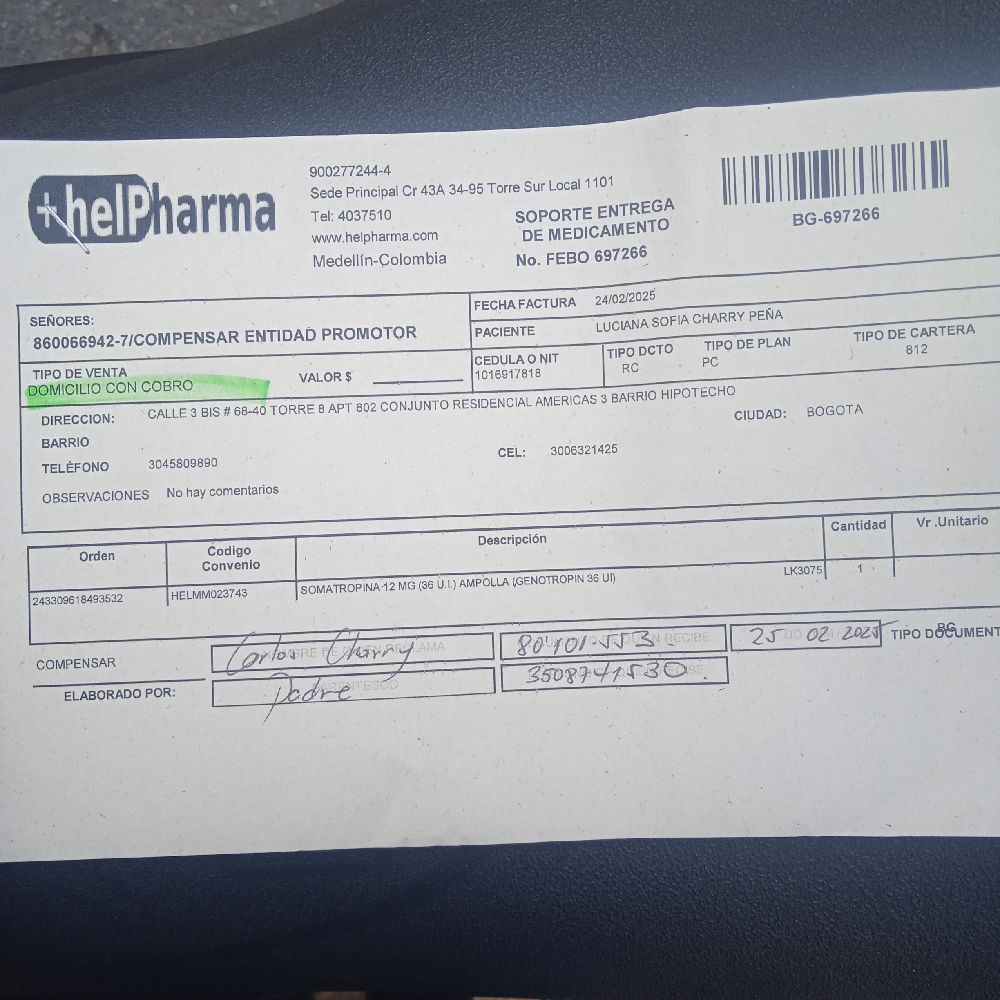 +helPharma
900277244-4
Sede Principal Cr 43A 34-95 Torre Sur Local 1101
Tel: 4037510
www.helpharma.com
Medellín-Colombia
SOPORTE ENTREGA
DE MEDICAMENTO
No. FEBO 697266
BG-697266
SEÑORES:
860066942-7/COMPENSAR ENTIDAD PROMOTOR
FECHA FACTURA 24/02/2025
PACIENTE LUCIANA SOFIA CHARRY PEÑA
TIPO DE VENTA
DOMICILIO CON COBRO
VALOR $
CEDULA O NIT
1016917818
TIPO DCTO
RC
TIPO DE PLAN
PC
TIPO DE CARTERA
812
DIRECCION: CALLE 3 BIS # 68-40 TORRE 8 APT 602 CONJUNTO RESIDENCIAL AMERICAS 3 BARRIO HIPOTECHO
CIUDAD: BOGOTA
BARRIO
TELÉFONO 3045809890
CEL: 3006321425
OBSERVACIONES No hay comentarios
Orden Codigo Convenio Descripción Cantidad Vr .Unitario
243309618493532 HELMM023743 SOMATROPINA 12 MG (36 U.I.) AMPOLLA (GENOTROPIN 36 UI) LK3075 1
COMPENSAR Carlos Charry 80'101.553. 25 02 2025 TIPO DOCUMENT
BG
ELABORADO POR: Padre 3508741530